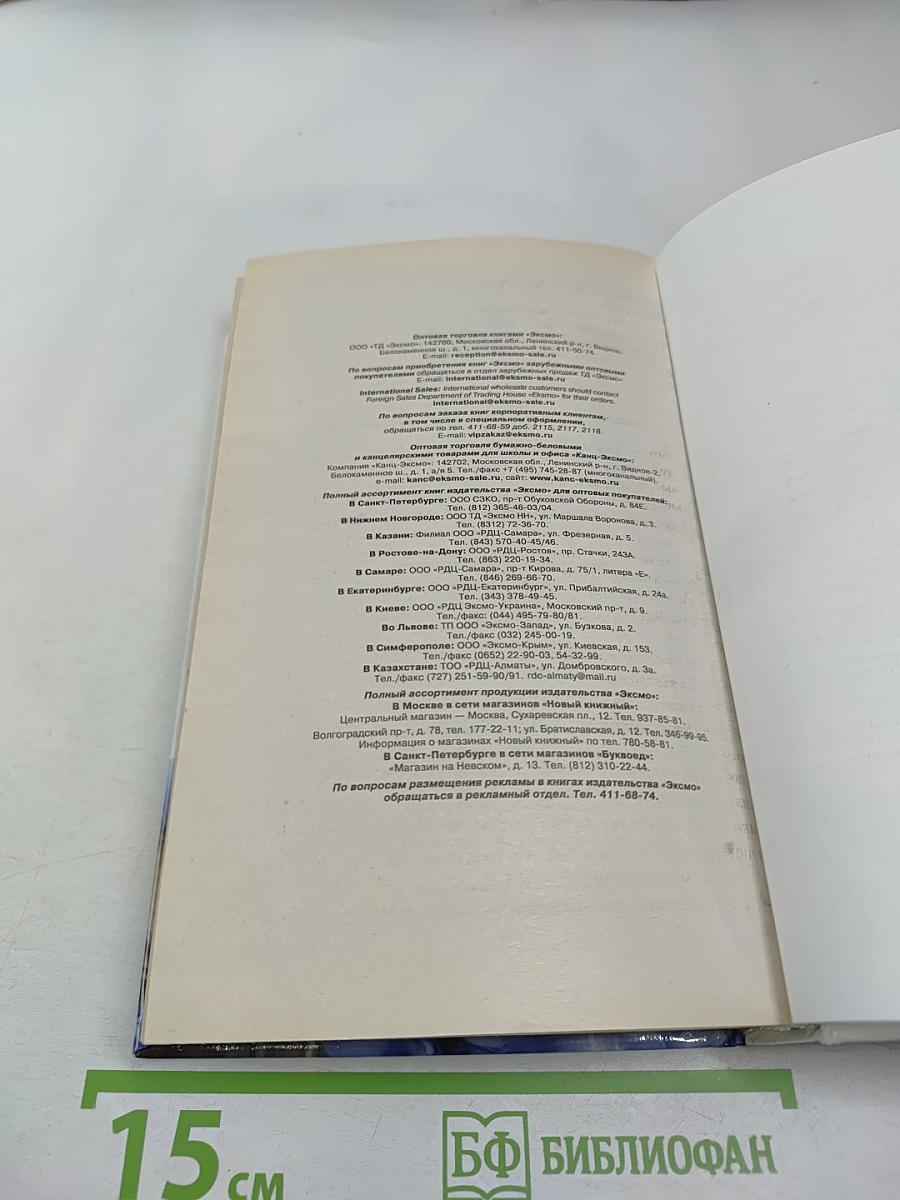 Оптовая торговля книгами «Эксмо»:
ООО «ТД «Эксмо». 142700, Московская обл., Ленинский р-н, г. Видное,
Белокаменное ш., д. 1, многоканальный тел. 411-50-74.
E-mail: reception@eksmo-sale.ru
По вопросам приобретения книг «Эксмо» зарубежными оптовыми
покупателями обращаться в отдел зарубежных продаж ТД «Эксмо»
E-mail: international@eksmo-sale.ru
International Sales: International wholesale customers should contact
Foreign Sales Department of Trading House «Eksmo» for their orders.
international@eksmo-sale.ru
По вопросам заказа книг корпоративным клиентам,
в том числе в специальном оформлении,
обращаться по тел. 411-68-59 доб. 2115, 2117, 2118.
E-mail: vipzakaz@eksmo.ru
Оптовая торговля бумажно-беловыми
и канцелярскими товарами для школы и офиса «Канц-Эксмо»:
Компания «Канц-Эксмо»: 142702, Московская обл., Ленинский р-н, г. Видное-2,
Белокаменное ш., д. 1, а/я 5. Тел./факс +7 (495) 745-28-87 (многоканальный).
e-mail: kanc@eksmo-sale.ru, сайт: www.kanc-eksmo.ru
Полный ассортимент книг издательства «Эксмо» для оптовых покупателей:
В Санкт-Петербурге: ООО СЗКО, пр-т Обуховской Обороны, д. 84Е.
Тел. (812) 365-46-03/04.
В Нижнем Новгороде: ООО ТД «Эксмо НН», ул. Маршала Воронова, д. 3.
Тел. (8312) 72-36-70.
В Казани: Филиал ООО «РДЦ-Самара», ул. Фрезерная, д. 5.
Тел. (843) 570-40-45/46.
В Ростове-на-Дону: ООО «РДЦ-Ростов», пр. Стачки, 243А.
Тел. (863) 220-19-34.
В Самаре: ООО «РДЦ-Самара», пр-т Кирова, д. 75/1, литера «Е».
Тел. (846) 269-66-70.
В Екатеринбурге: ООО «РДЦ-Екатеринбург», ул. Прибалтийская, д. 24а.
Тел. (343) 378-49-45.
В Киеве: ООО «РДЦ Эксмо-Украина», Московский пр-т, д. 9.
Тел./факс: (044) 495-79-80/81.
Во Львове: ТП ООО «Эксмо-Запад», ул. Бузкова, д. 2.
Тел./факс (032) 245-00-19.
В Симферополе: ООО «Эксмо-Крым», ул. Киевская, д. 153.
Тел./факс (0652) 22-90-03, 54-32-99.
В Казахстане: ТОО «РДЦ-Алматы», ул. Домбровского, д. 3а.
Тел./факс (727) 251-59-90/91. rdc-almaty@mail.ru
Полный ассортимент продукции издательства «Эксмо»:
В Москве в сети магазинов «Новый книжный»:
Центральный магазин — Москва, Сухаревская пл., 12. Тел. 937-85-81.
Волгоградский пр-т, д. 78, тел. 177-22-11; ул. Братиславская, д. 12. Тел. 346-99-95.
Информация о магазинах «Новый книжный» по тел. 780-58-81.
В Санкт-Петербурге в сети магазинов «Буквоед»:
«Магазин на Невском», д. 13. Тел. (812) 310-22-44.
По вопросам размещения рекламы в книгах издательства «Эксмо»
обращаться в рекламный отдел. Тел. 411-68-74.
15 см
БФ БИБЛИОФАН